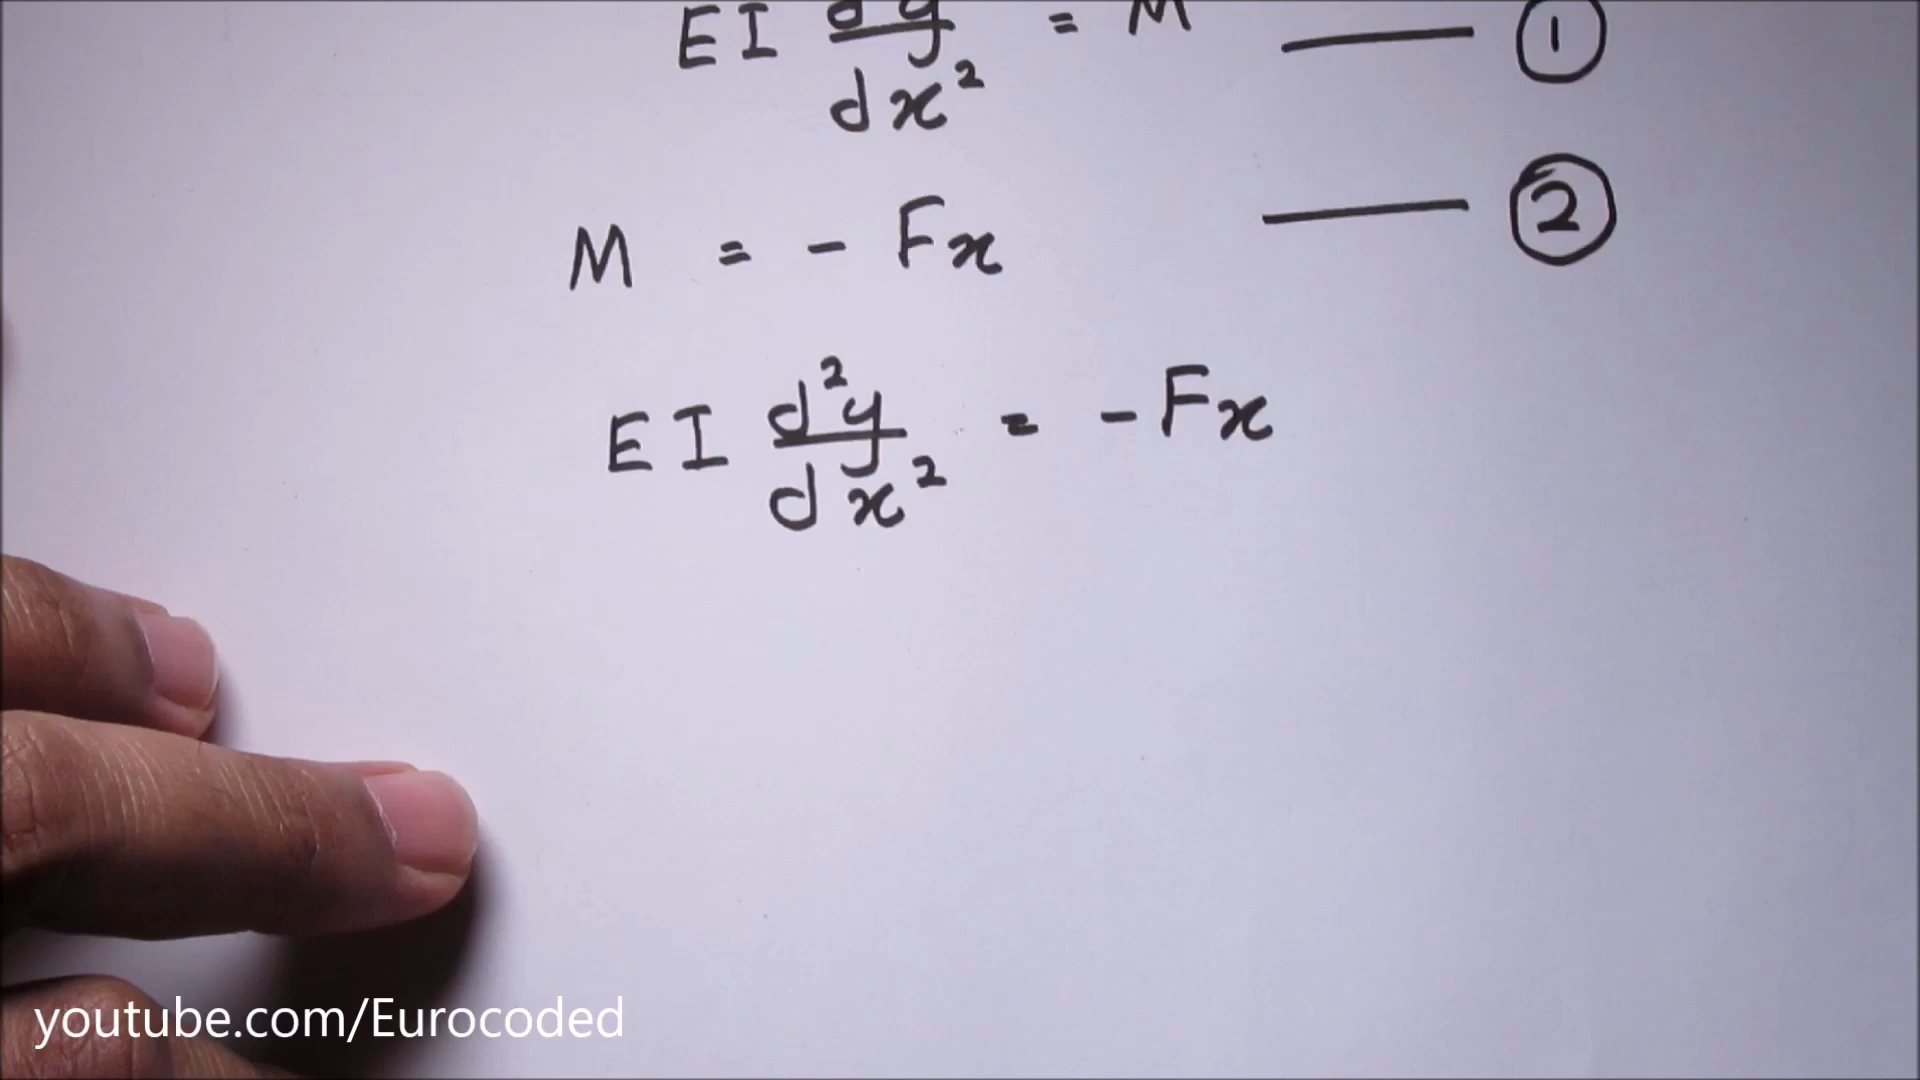 EI d²y/dx² = M —— ①
M = - Fx —— ②
EI d²y/dx² = - Fx
youtube.com/Eurocoded